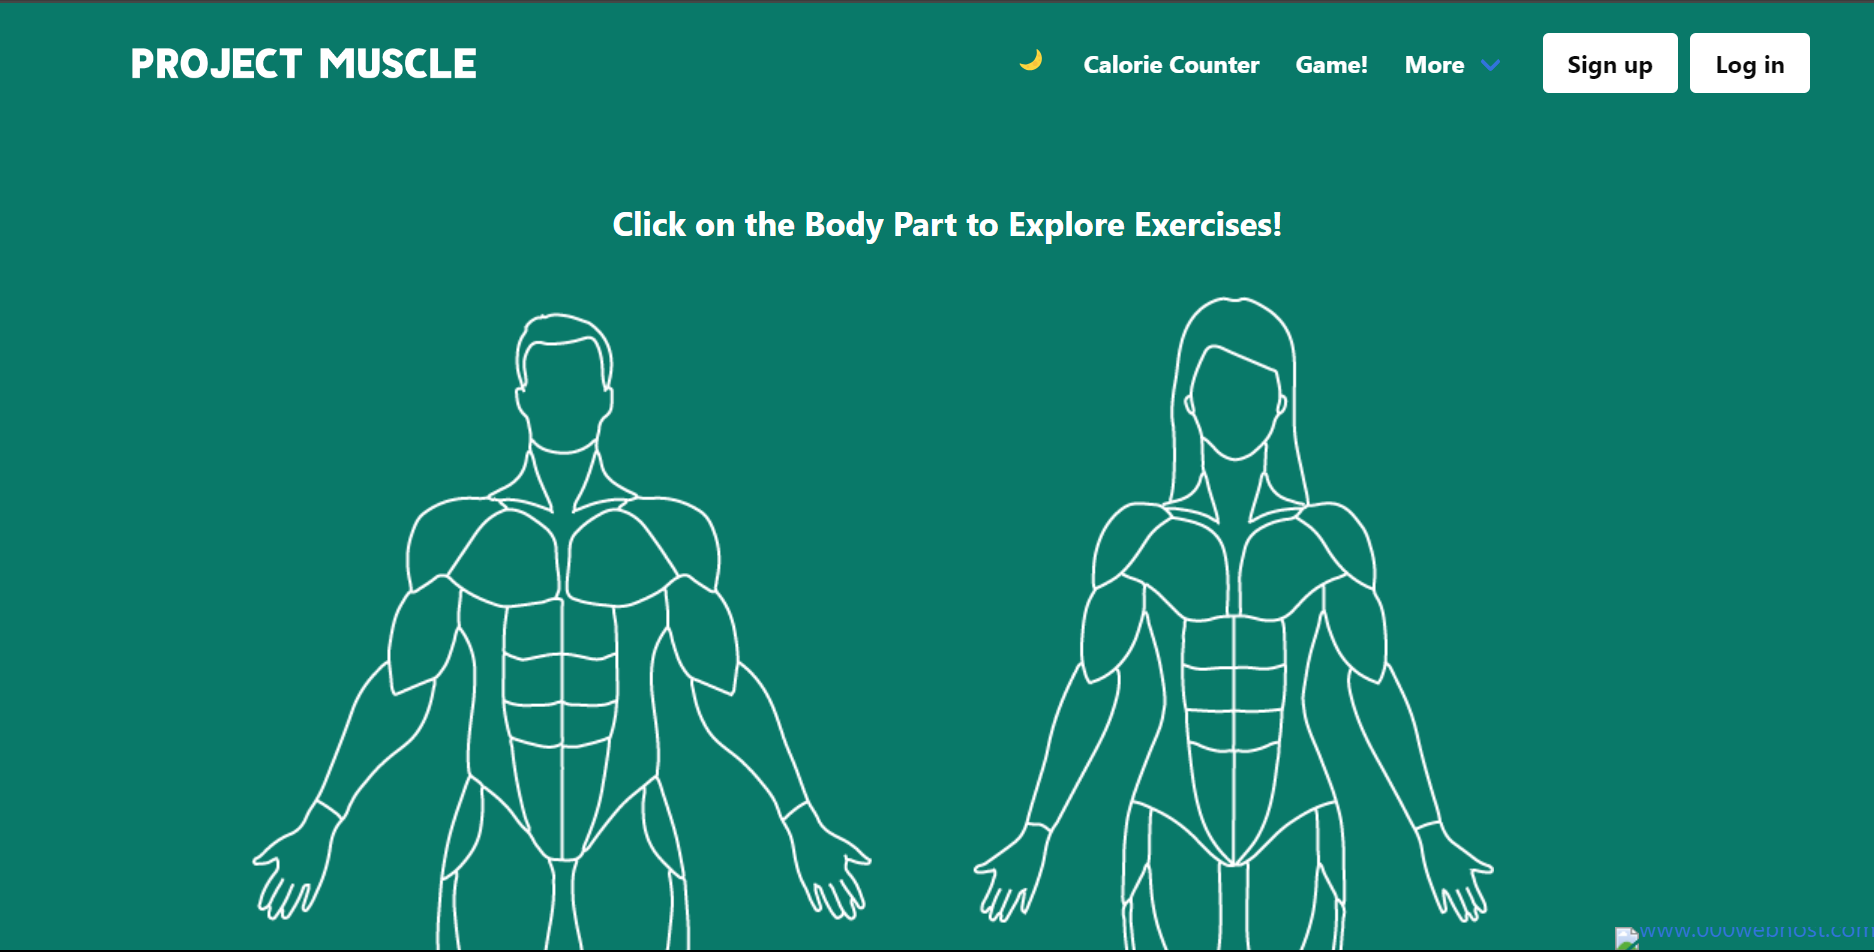 PROJECT MUSCLE
Calorie Counter
Game!
More
Sign up
Log in
Click on the Body Part to Explore Exercises!
www.000webhost.com